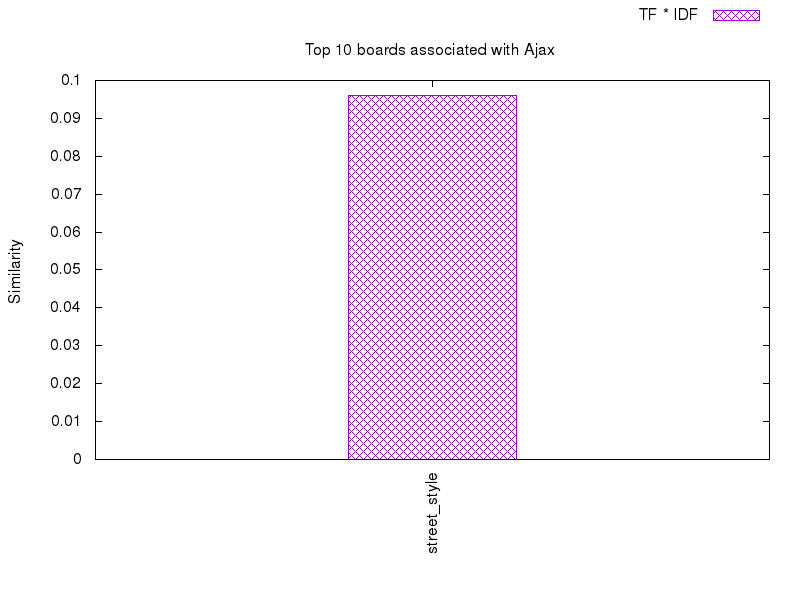 TF * IDF
Top 10 boards associated with Ajax
0.1
0.09
0.08
0.07
0.06
0.05
0.04
0.03
0.02
0.01
0
Similarity
street_style